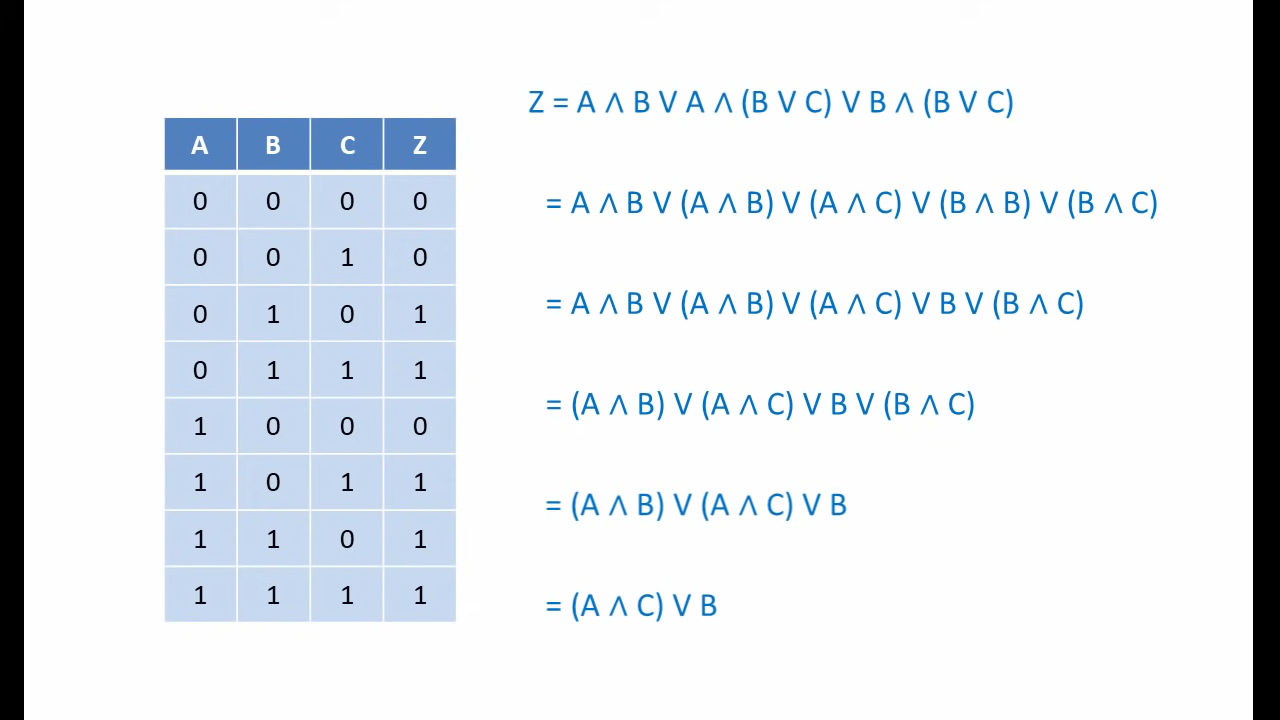 Z = A ∧ B V A ∧ (B V C) V B ∧ (B V C)
A B C Z
0 0 0 0
0 0 1 0
0 1 0 1
0 1 1 1
1 0 0 0
1 0 1 1
1 1 0 1
1 1 1 1
= A ∧ B V (A ∧ B) V (A ∧ C) V (B ∧ B) V (B ∧ C)
= A ∧ B V (A ∧ B) V (A ∧ C) V B V (B ∧ C)
= (A ∧ B) V (A ∧ C) V B V (B ∧ C)
= (A ∧ B) V (A ∧ C) V B
= (A ∧ C) V B